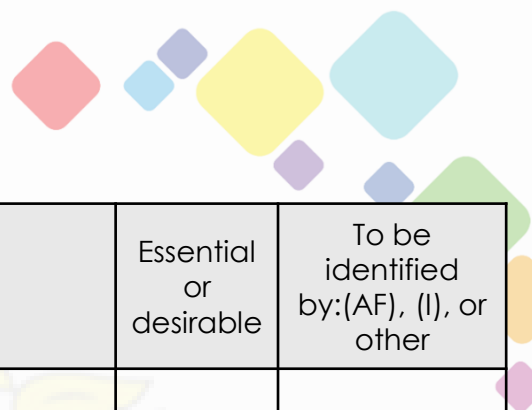 Essential
or
desirable
To be
identified
by:(AF), (I), or
other